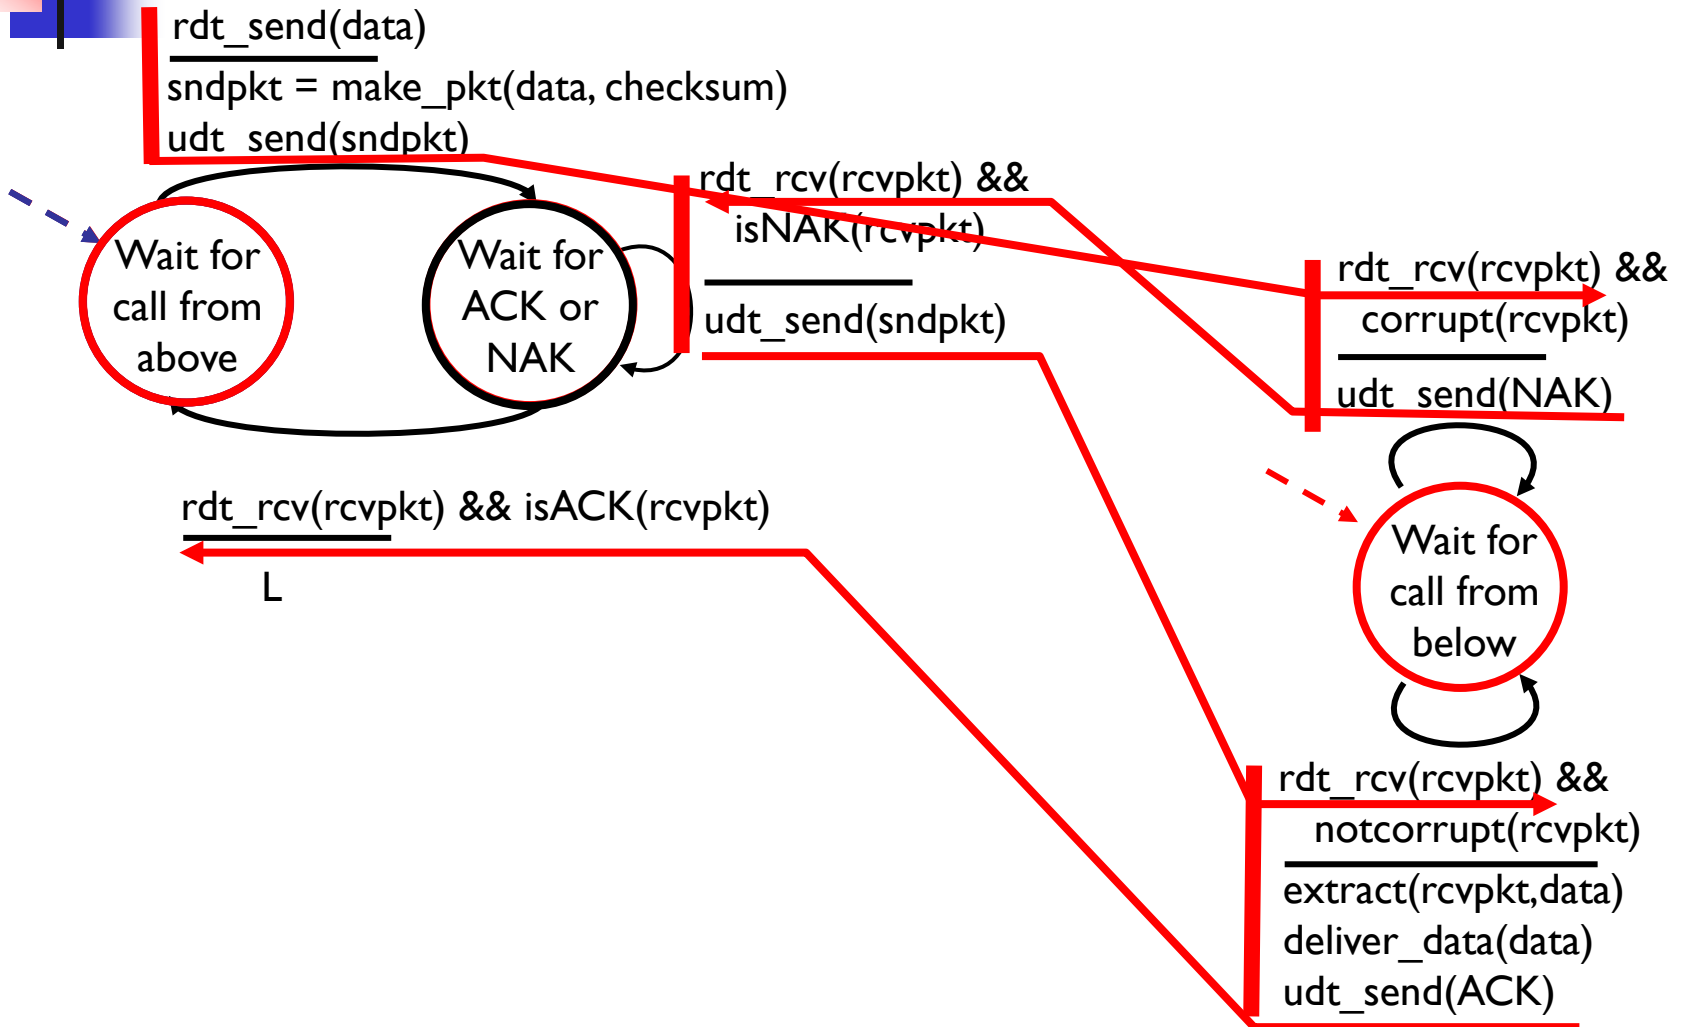 rdt_send(data)
sndpkt = make_pkt(data, checksum)
udt_send(sndpkt)
Wait for
call from
above
Wait for
ACK or
NAK
rdt_rcv(rcvpkt) &&
isNAK(rcvpkt)
udt_send(sndpkt)
rdt_rcv(rcvpkt) && isACK(rcvpkt)
L
rdt_rcv(rcvpkt) &&
corrupt(rcvpkt)
udt_send(NAK)
Wait for
call from
below
rdt_rcv(rcvpkt) &&
notcorrupt(rcvpkt)
extract(rcvpkt,data)
deliver_data(data)
udt_send(ACK)